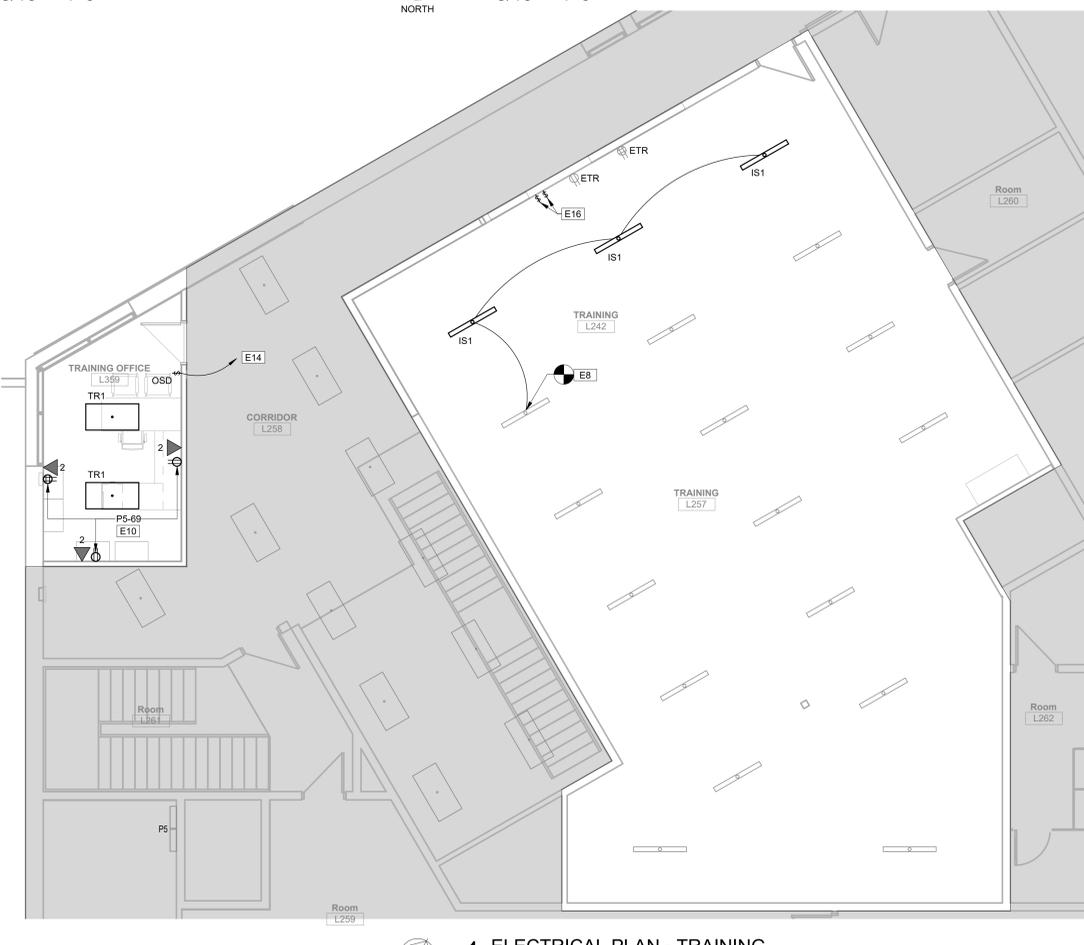 NORTH
ETR
ETR
IS1
E16
Room
L260
IS1
TRAINING
L242
IS1
E14
E8
TRAINING OFFICE
L359
OSD
TR1
CORRIDOR
L258
2
2
TR1
TRAINING
L257
P5-69
E10
2
Room
L261
Room
L262
P5
Room
L259
1 ELECTRICAL PLAN - TRAINING